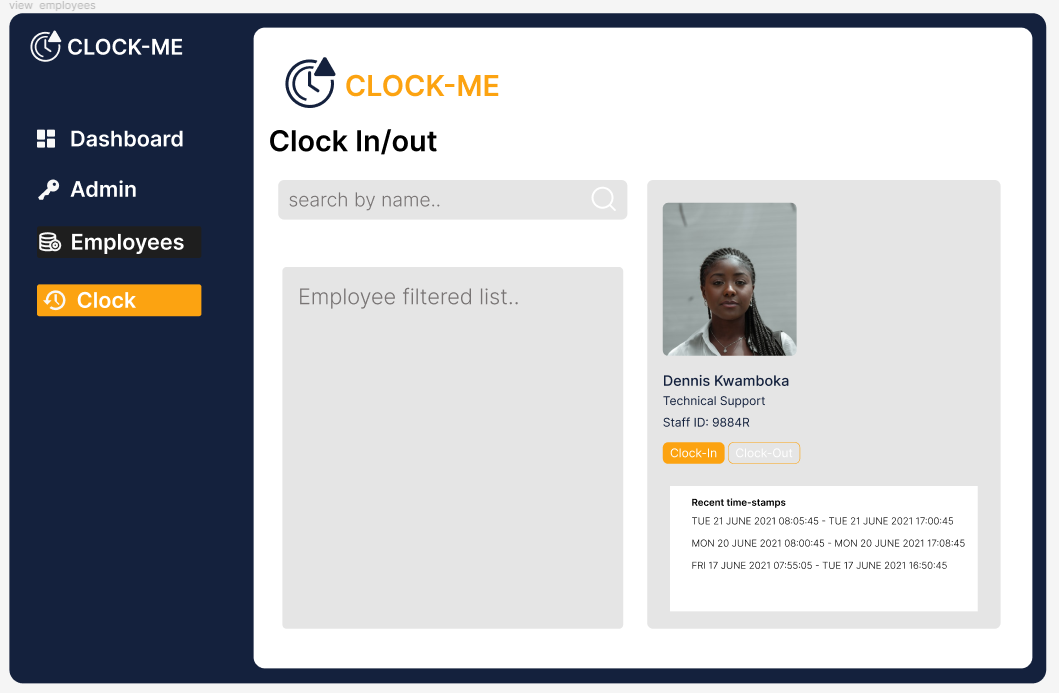 view employees
CLOCK-ME
Dashboard
Admin
Employees
Clock
CLOCK-ME
Clock In/out
search by name..
Employee filtered list..
Dennis Kwamboka
Technical Support
Staff ID: 9884R
Clock-In
Clock-Out
Recent time-stamps
TUE 21 JUNE 2021 08:05:45 - TUE 21 JUNE 2021 17:00:45
MON 20 JUNE 2021 08:00:45 - MON 20 JUNE 2021 17:08:45
FRI 17 JUNE 2021 07:55:05 - TUE 17 JUNE 2021 16:50:45